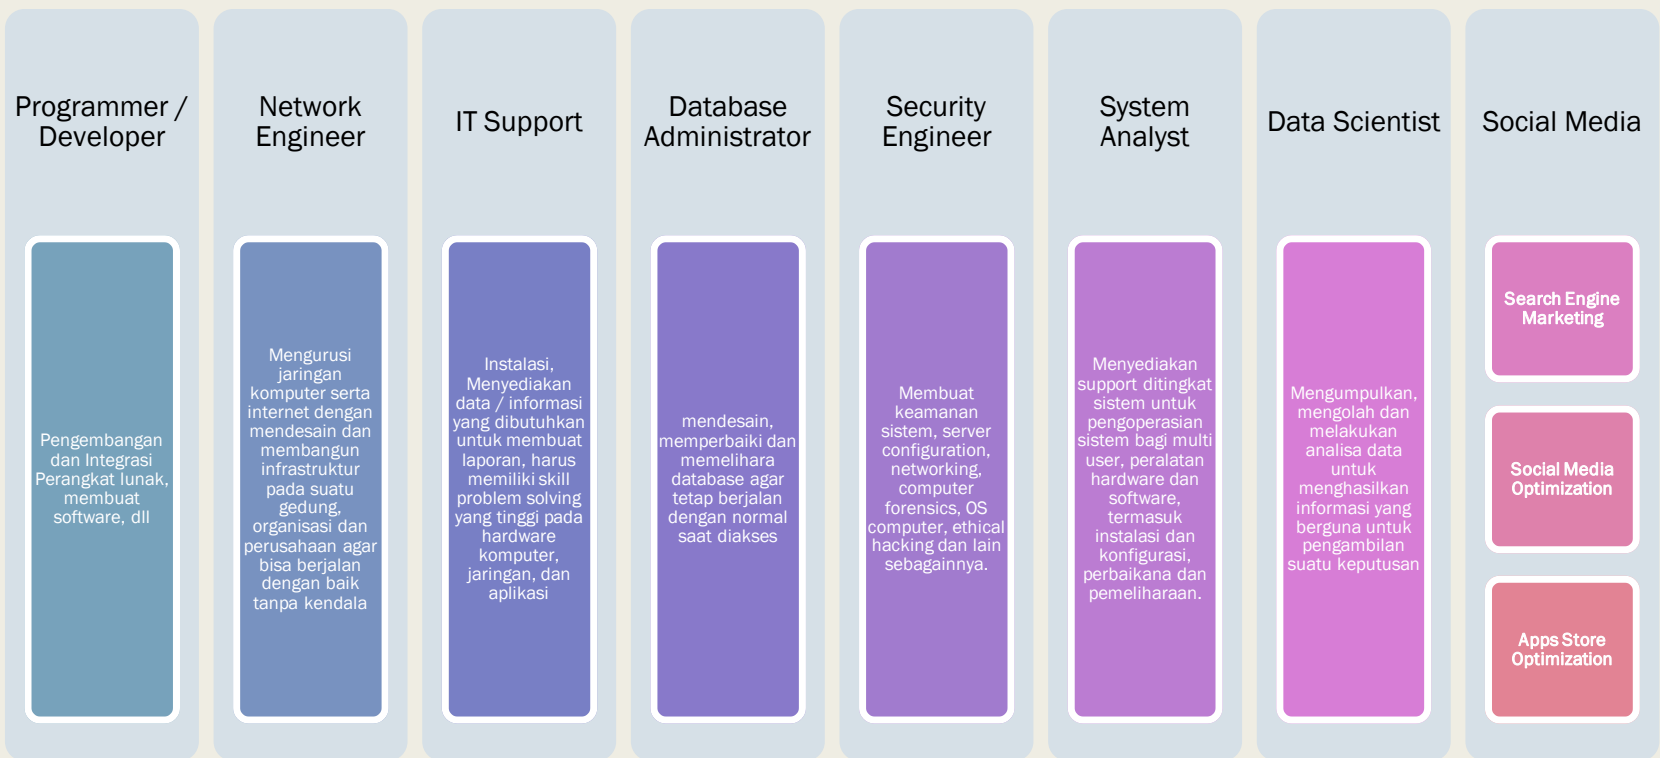 Programmer /
Developer
Pengembangan
dan Integrasi
Perangkat lunak,
membuat
software, dll
Network
Engineer
Mengurusi
jaringan
komputer serta
internet dengan
mendesain dan
membangun
infrastruktur
pada suatu
gedung,
organisasi dan
perusahaan agar
bisa berjalan
dengan baik
tanpa kendala
IT Support
Instalasi,
Menyediakan
data / informasi
yang dibutuhkan
untuk membuat
laporan, harus
memiliki skill
problem solving
yang tinggi pada
hardware
komputer,
jaringan, dan
aplikasi
Database
Administrator
mendesain,
memperbaiki dan
memelihara
database agar
tetap berjalan
dengan normal
saat diakses
Security
Engineer
Membuat
keamanan
sistem, server
configuration,
networking,
computer
forensics, OS
computer, ethical
hacking dan lain
sebagainnya.
System
Analyst
Menyediakan
support ditingkat
sistem untuk
pengoperasian
sistem bagi multi
user, peralatan
hardware dan
software,
termasuk
instalasi dan
konfigurasi,
perbaikana dan
pemeliharaan.
Data Scientist
Mengumpulkan,
mengolah dan
melakukan
analisa data
untuk
menghasilkan
informasi yang
berguna untuk
pengambilan
suatu keputusan
Social Media
Search Engine
Marketing
Social Media
Optimization
Apps Store
Optimization